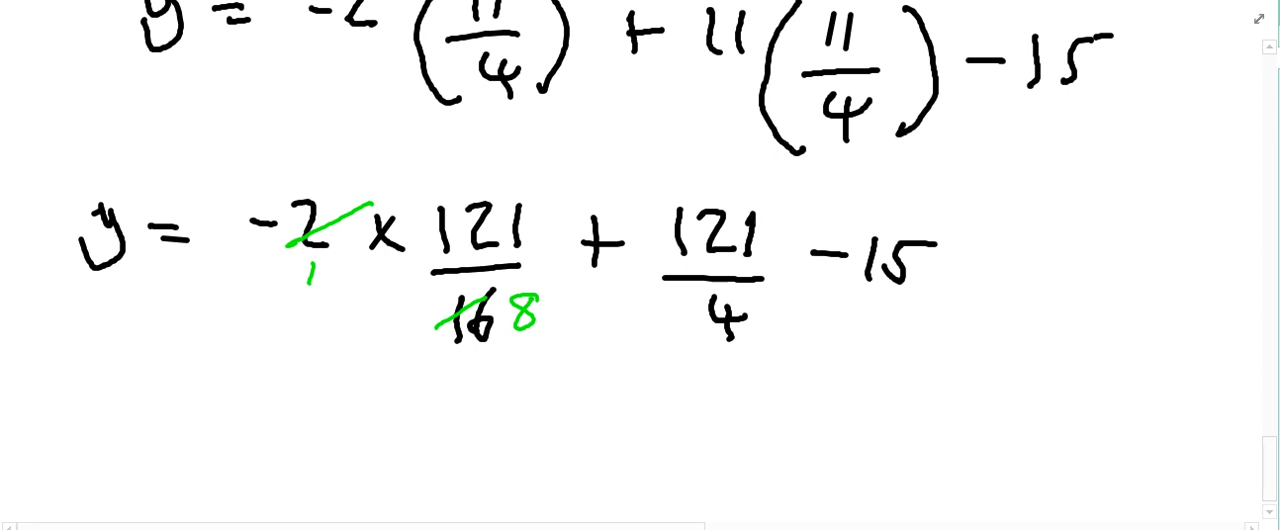 y = -2 (11/4) + 11 (11/4) - 15
y = -2 × 121/16 + 121/4 - 15
1 8